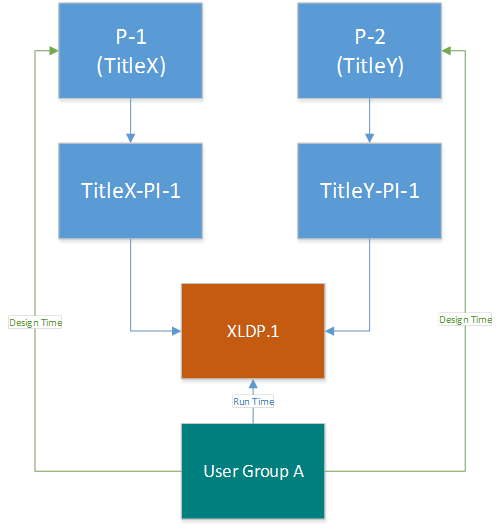 P-1
(TitleX)
P-2
(TitleY)
TitleX-PI-1
TitleY-PI-1
XLDP.1
Design Time
Design Time
Run Time
User Group A